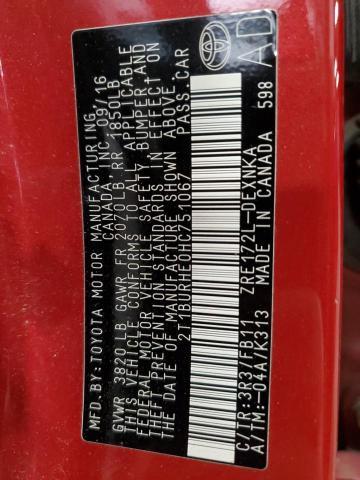 MFD.BY:TOYOTA MOTOR MANUFACTURING
CANADA, INC. 09/16
GVWR 3820LB GAWR FR 2070LB RR 1850LB
THIS VEHICLE CONFORMS TO ALL APPLICABLE
FEDERAL MOTOR VEHICLE SAFETY, BUMPER AND
THEFT PREVENTION STANDARDS IN EFFECT ON
THE DATE OF MANUFACTURE SHOWN ABOVE.
2T1BURHE0HC751067 PASS.CAR
C/TR:3R3/FB11 ZRE172L-DEXNKA
A/TM:-04A/K313 MADE IN CANADA 598
TOYOTA
AD